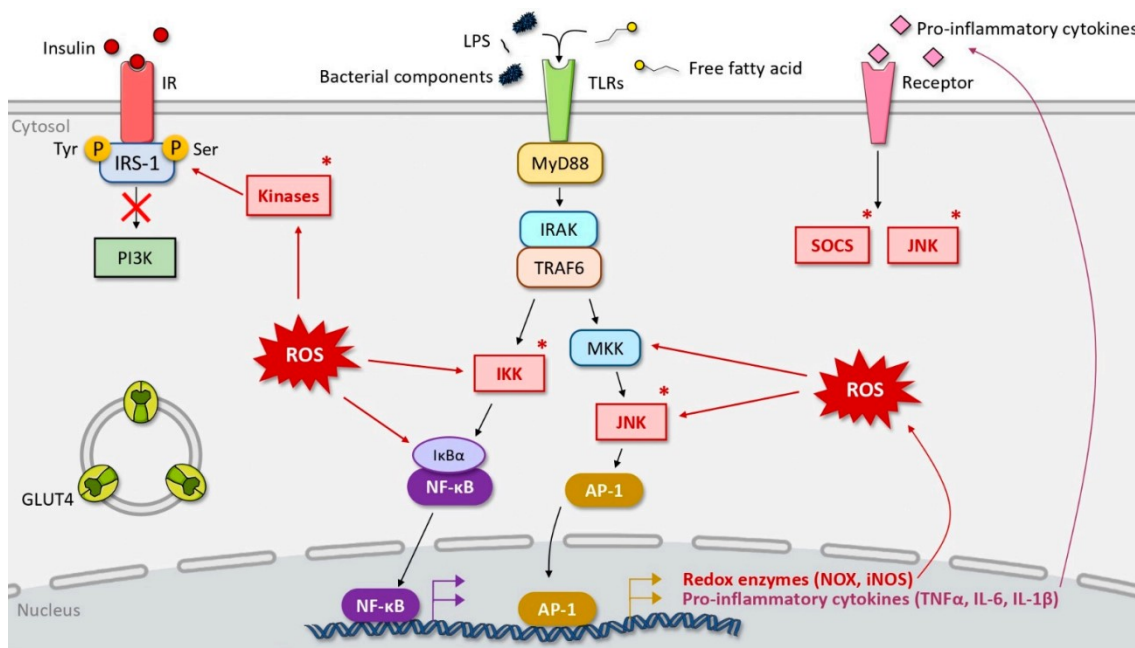 Insulin
IR
LPS
Bacterial components
TLRs
Free fatty acid
Pro-inflammatory cytokines
Receptor
Cytosol
Tyr
P
P
Ser
IRS-1
*
Kinases
PI3K
MyD88
IRAK
TRAF6
*
SOCS
*
JNK
ROS
*
IKK
MKK
*
JNK
ROS
IκBα
NF-κB
AP-1
GLUT4
Nucleus
NF-κB
AP-1
Redox enzymes (NOX, iNOS)
Pro-inflammatory cytokines (TNFα, IL-6, IL-1β)